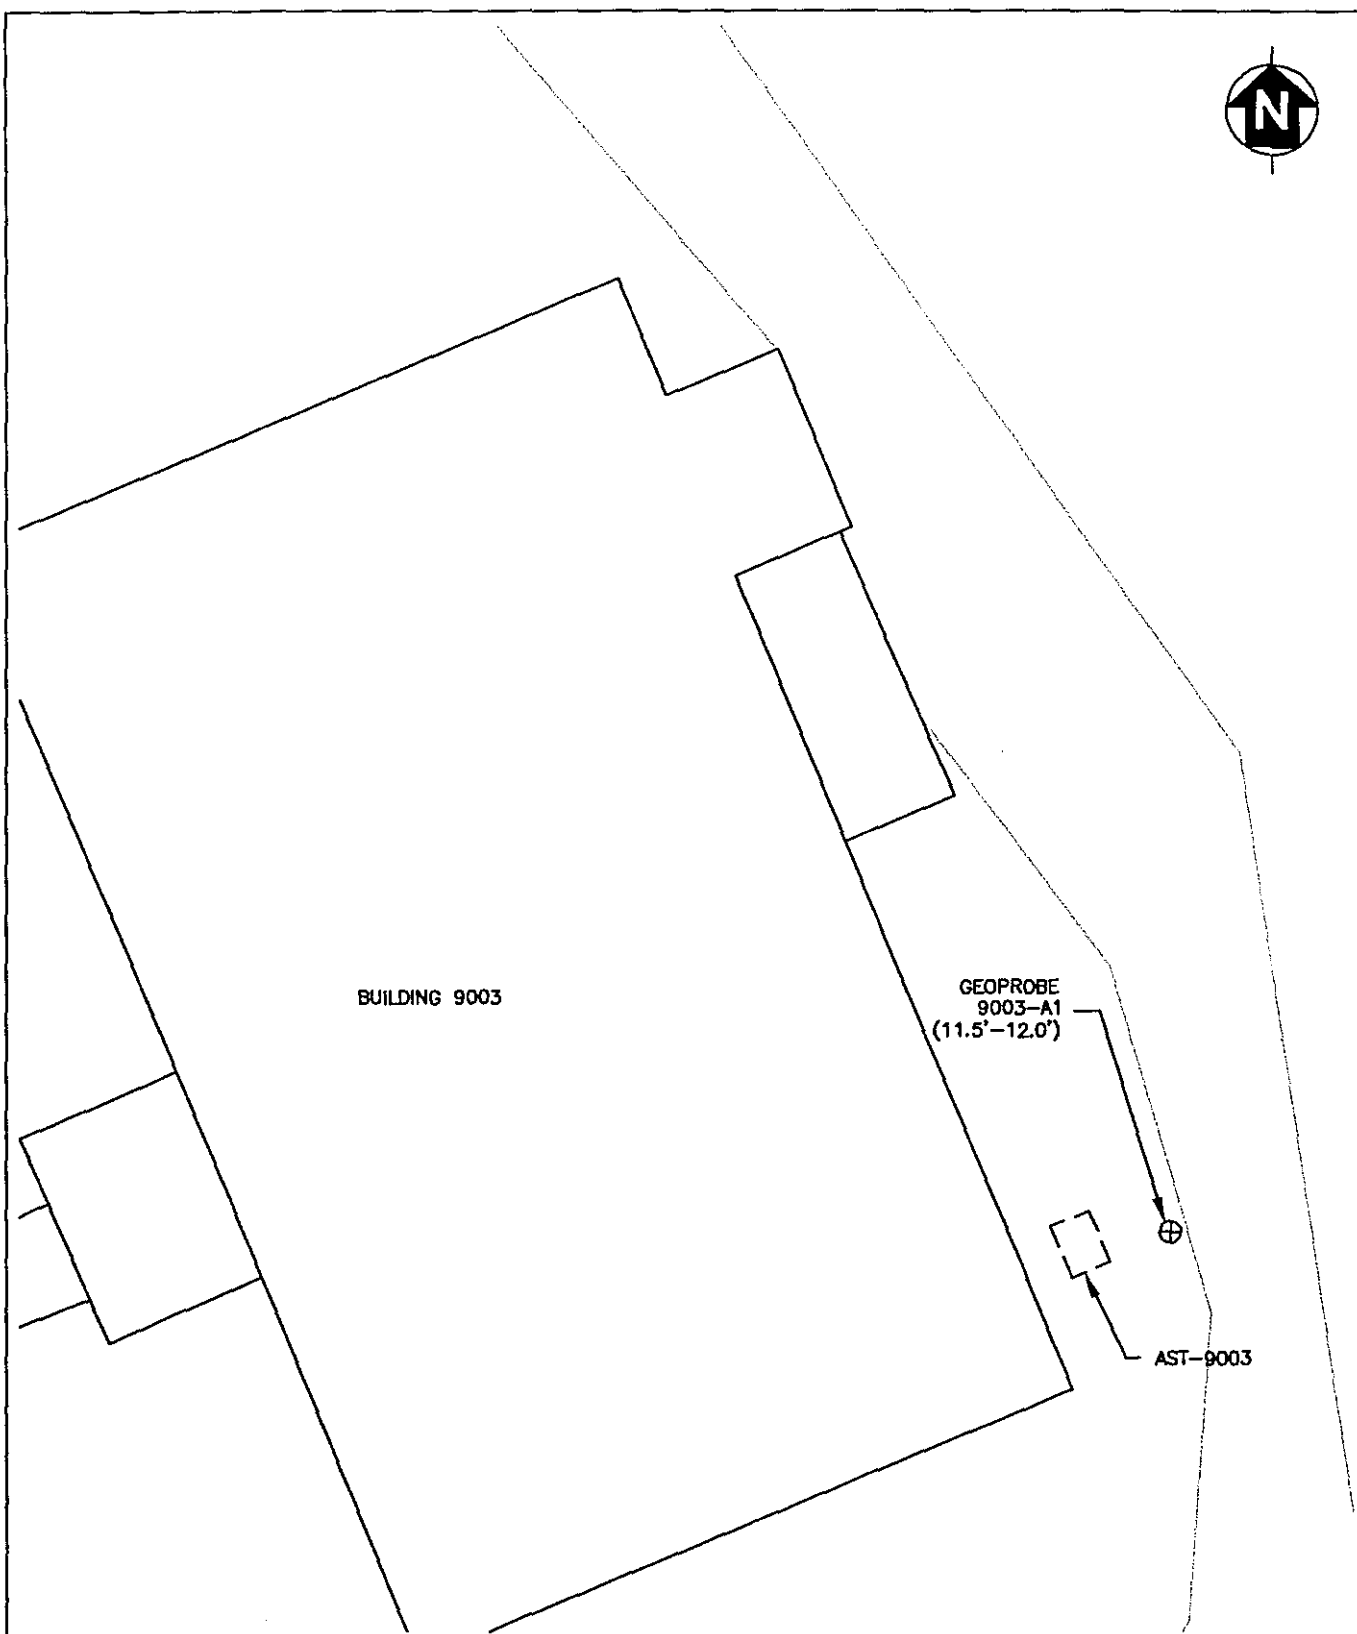 N
BUILDING 9003
GEOPROBE
9003-A1
(11.5'-12.0')
AST-9003